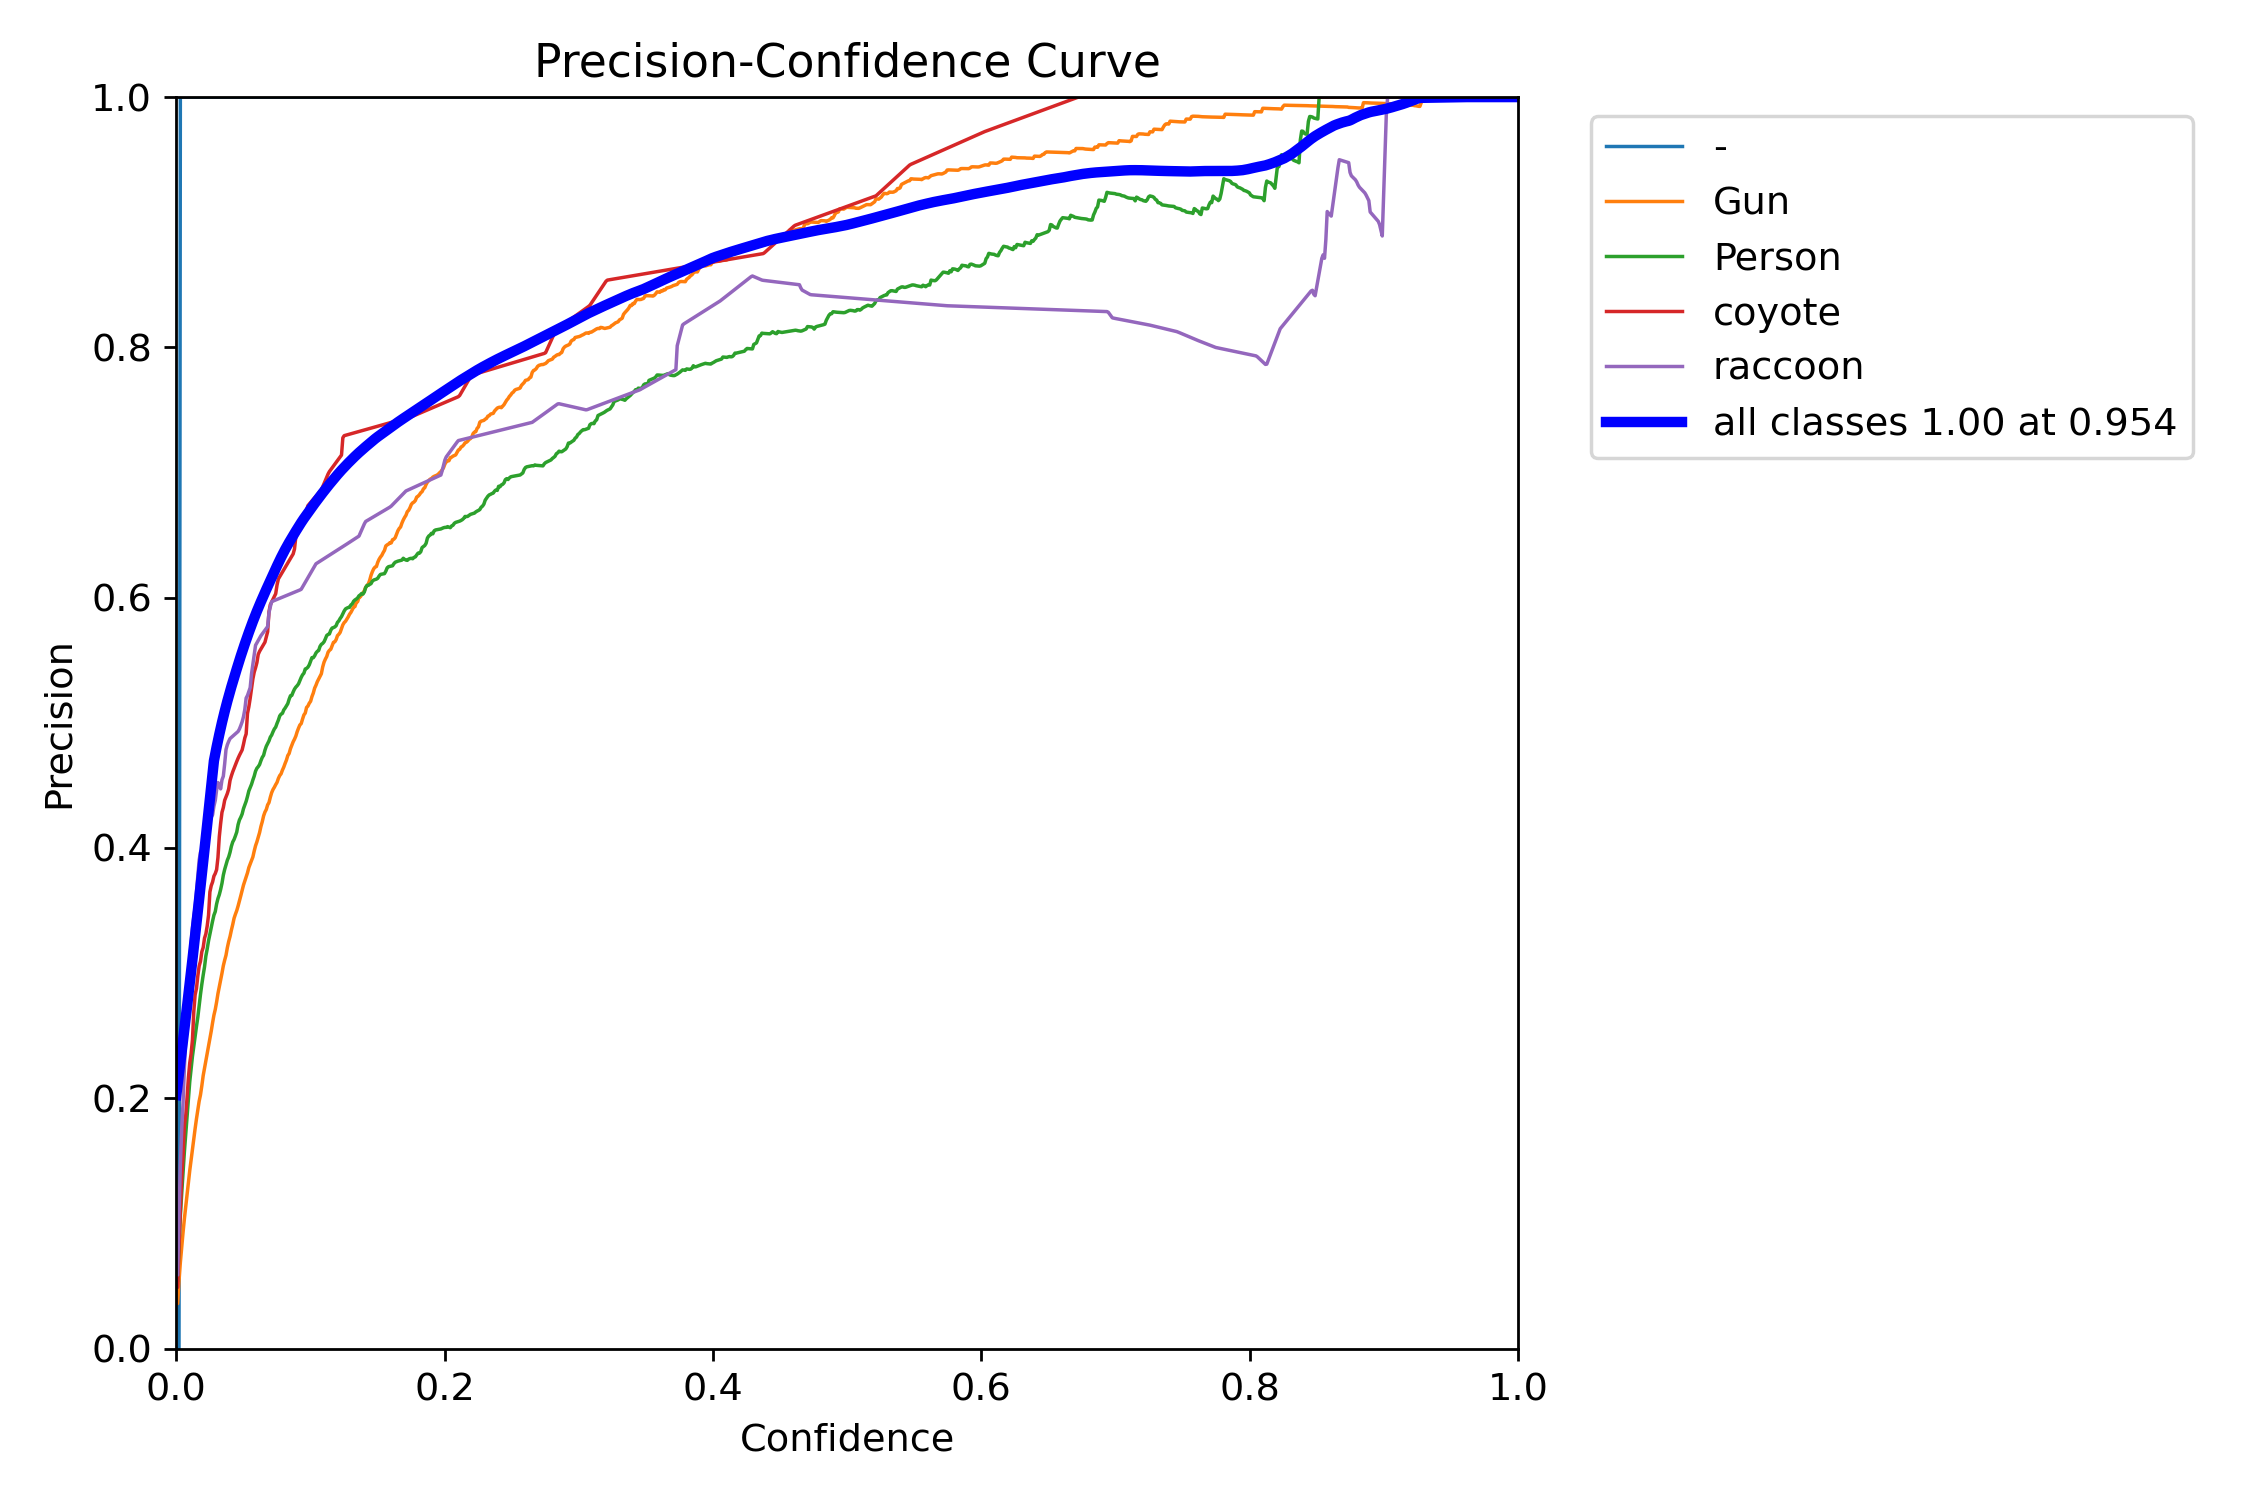 Precision-Confidence Curve
1.0
0.8
0.6
0.4
0.2
0.0
Precision
0.0 0.2 0.4 0.6 0.8 1.0
Confidence
-
Gun
Person
coyote
raccoon
all classes 1.00 at 0.954